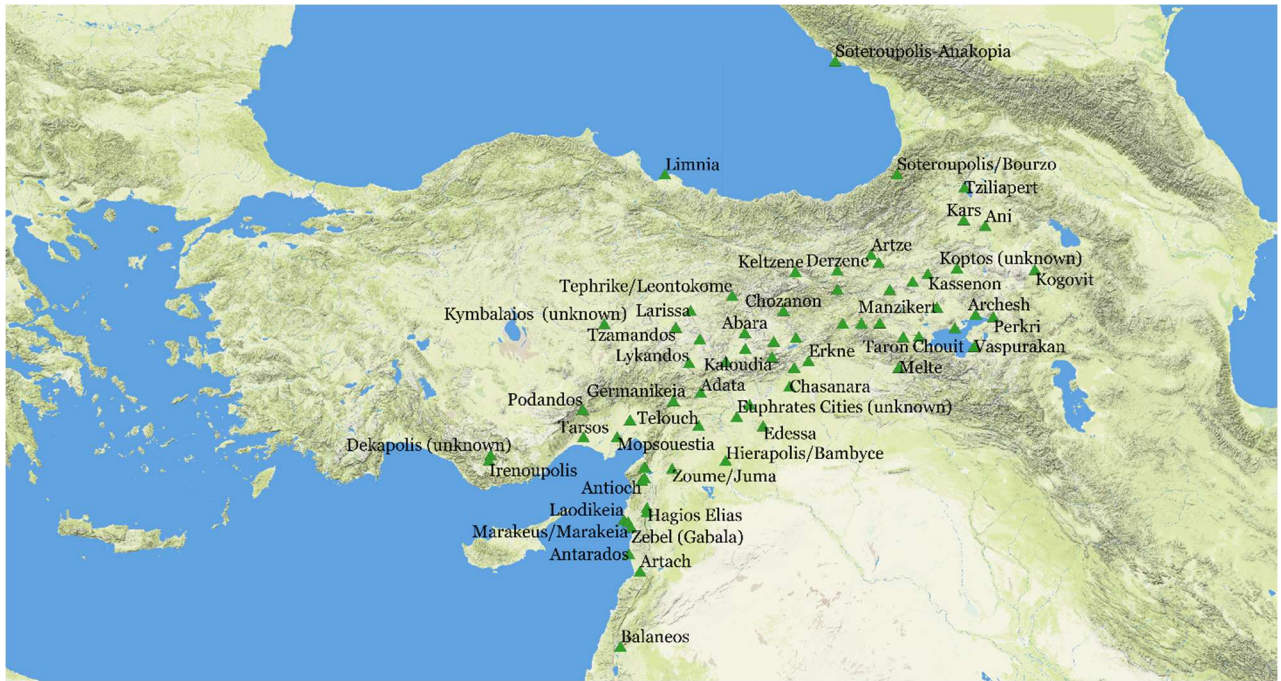 Soteroupolis-Anakopia
Limnia
Soteroupolis/Bourzo
Tziliapert
Kars
Ani
Artze
Keltzene
Derzene
Koptos (unknown)
Kogovit
Kassenon
Tephrike/Leontokome
Chozanon
Kymbalaios (unknown)
Larissa
Manzikert
Archesh
Perkri
Tzamandos
Abara
Taron
Chouit
Vaspurakan
Lykandos
Kaloudia
Erkne
Melte
Germanikeia
Adata
Chasanara
Podandos
Euphrates Cities (unknown)
Tarsos
Telouch
Edessa
Dekapolis (unknown)
Mopsouestia
Hierapolis/Bambyce
Irenoupolis
Zoume/Juma
Antioch
Laodikeia
Hagios Elias
Marakeus/Marakeia
Zebel (Gabala)
Antarados
Artach
Balaneos